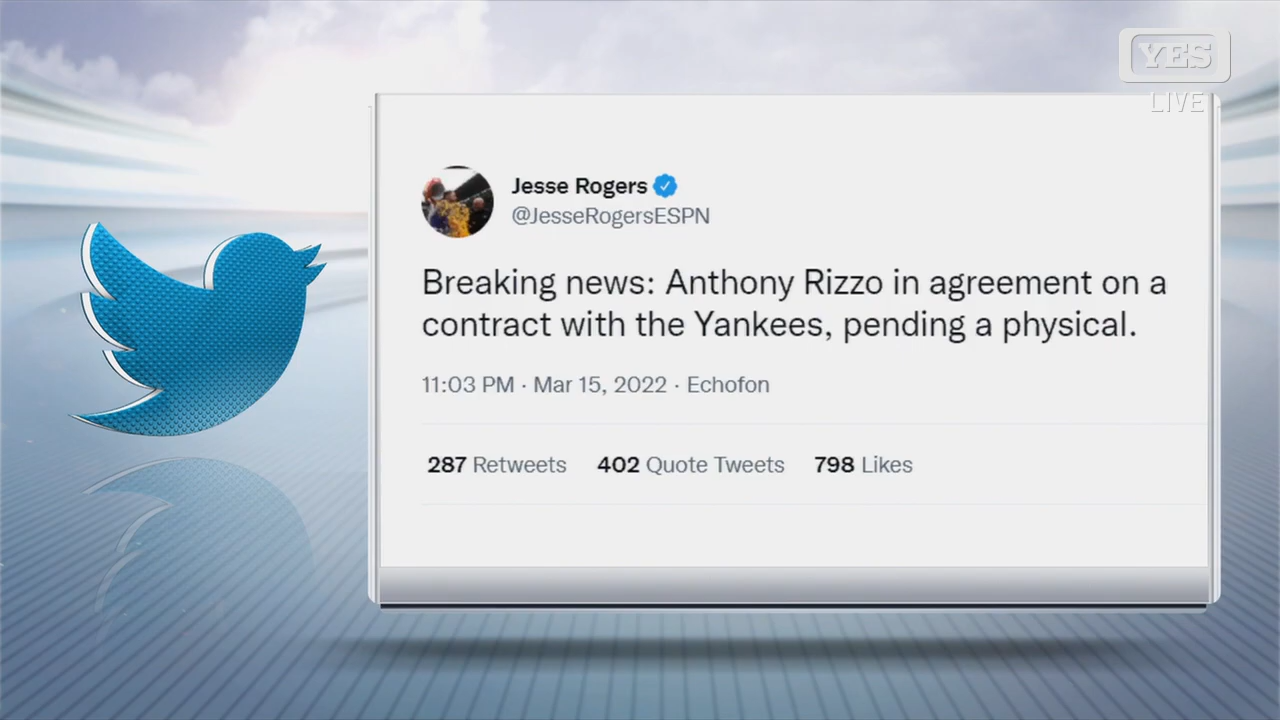 YES
LIVE
Jesse Rogers
@JesseRogersESPN
Breaking news: Anthony Rizzo in agreement on a
contract with the Yankees, pending a physical.
11:03 PM · Mar 15, 2022 · Echofon
287 Retweets 402 Quote Tweets 798 Likes